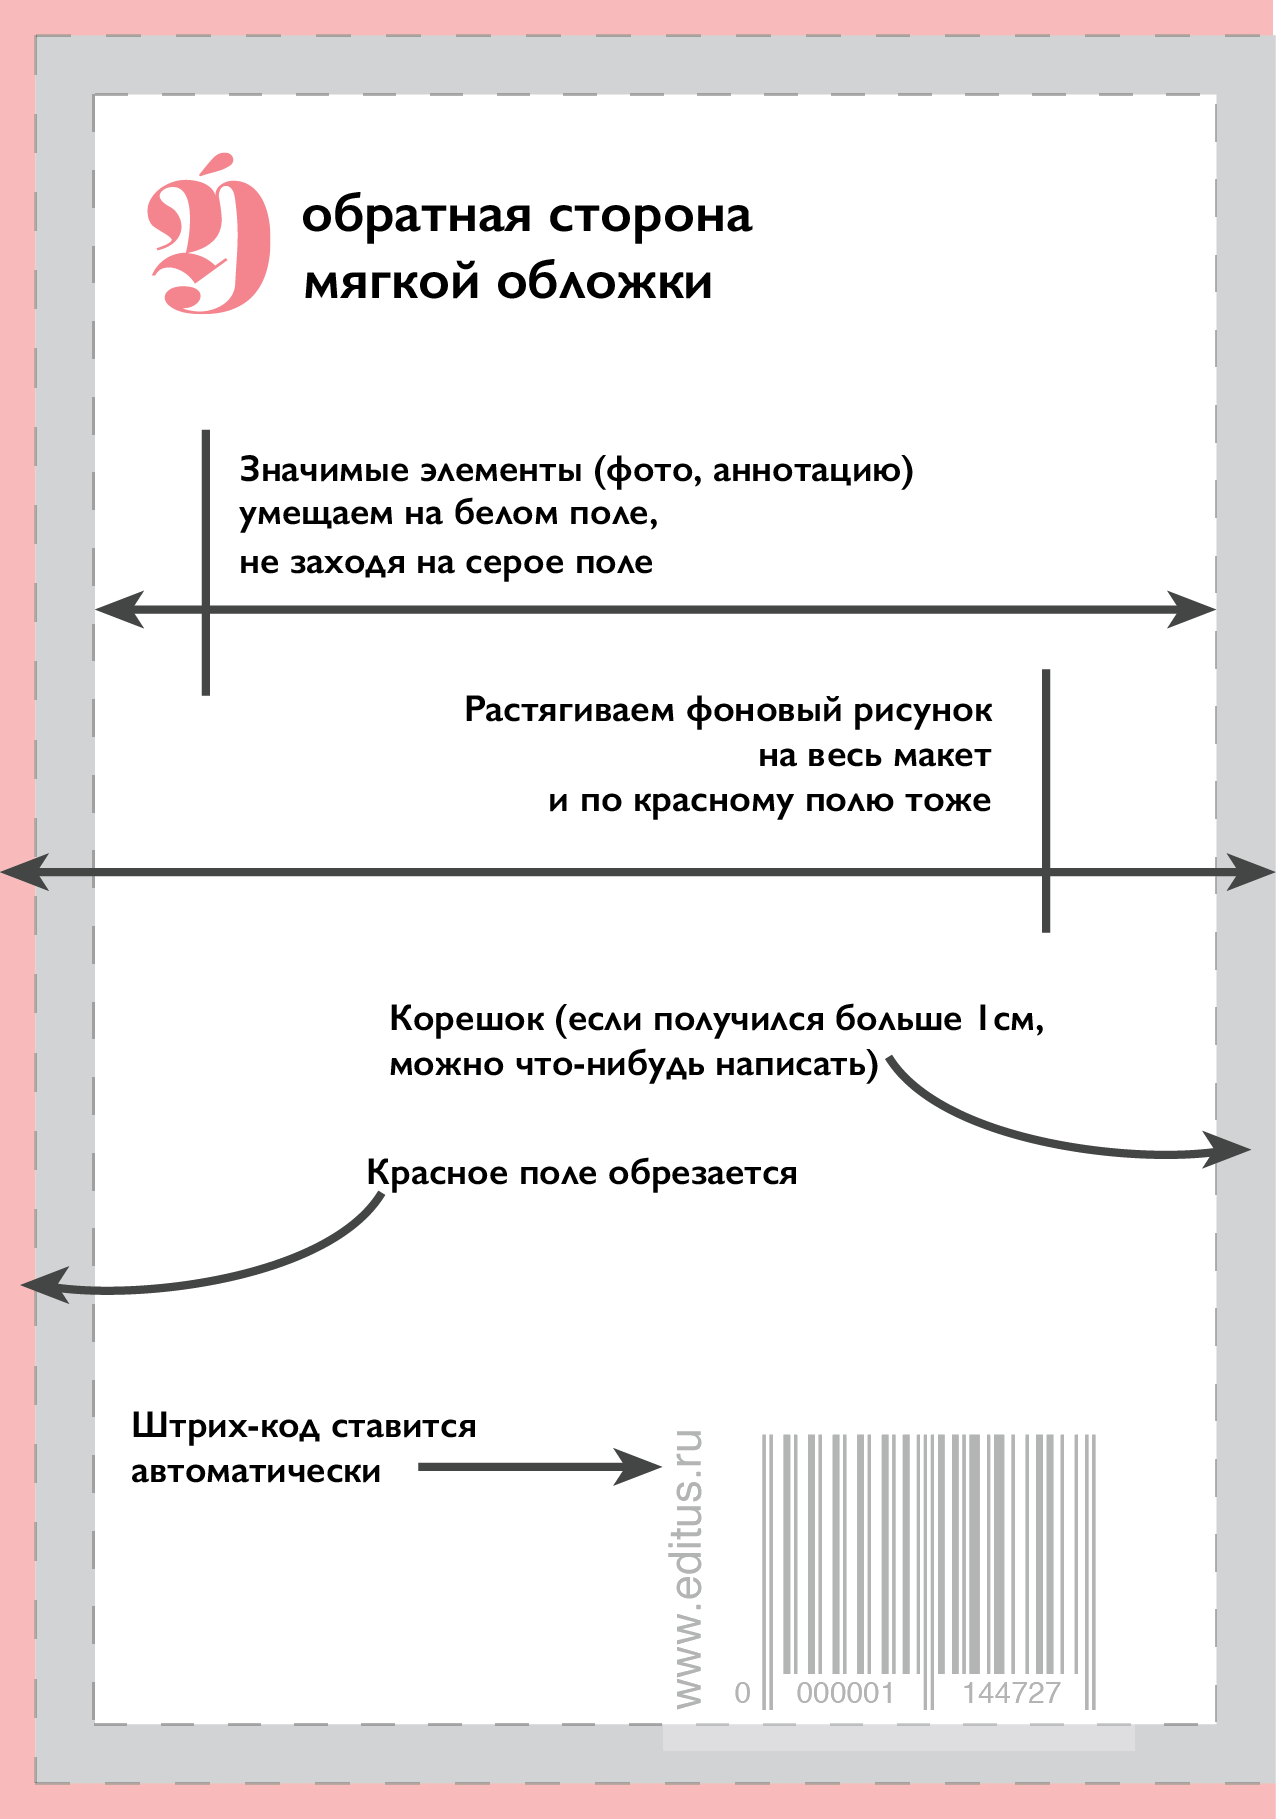 обратная сторона
мягкой обложки
Значимые элементы (фото, аннотацию)
умещаем на белом поле,
не заходя на серое поле
Растягиваем фоновый рисунок
на весь макет
и по красному полю тоже
Корешок (если получился больше 1см,
можно что-нибудь написать)
Красное поле обрезается
Штрих-код ставится
автоматически
www.editus.ru
0 000001 144727